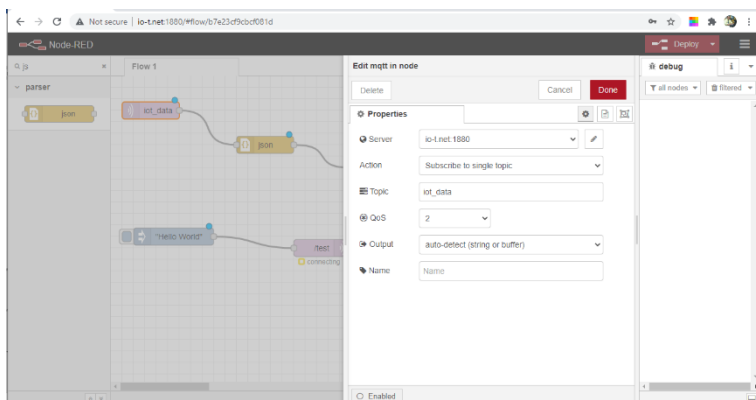 Not secure | io-t.net:1880/#flow/b7e23cf9cbcf081d
Node-RED
Deploy
js
Flow 1
Edit mqtt in node
debug
i
parser
Delete
Cancel
Done
all nodes
filtered
json
iot_data
Properties
json
Server
io-t.net:1880
Action
Subscribe to single topic
Topic
iot_data
QoS
2
"Hello World"
/test
connecting
Output
auto-detect (string or buffer)
Name
Name
Enabled